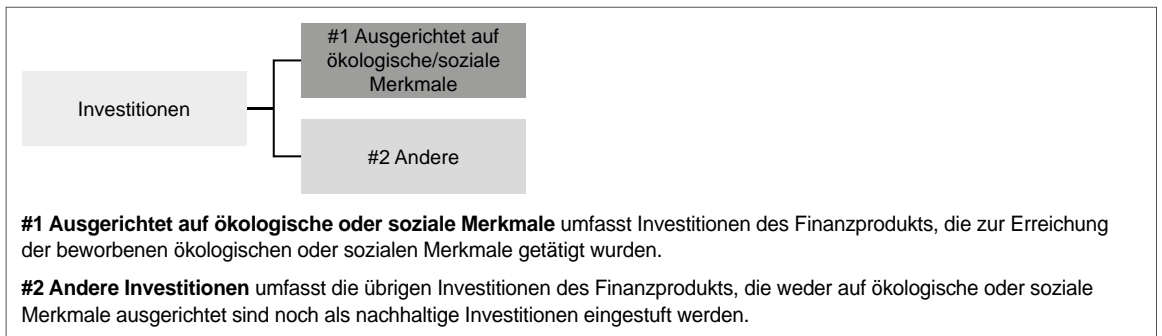 #1 Ausgerichtet auf
ökologische/soziale
Merkmale
Investitionen
#2 Andere
#1 Ausgerichtet auf ökologische oder soziale Merkmale umfasst Investitionen des Finanzprodukts, die zur Erreichung
der beworbenen ökologischen oder sozialen Merkmale getätigt wurden.
#2 Andere Investitionen umfasst die übrigen Investitionen des Finanzprodukts, die weder auf ökologische oder soziale
Merkmale ausgerichtet sind noch als nachhaltige Investitionen eingestuft werden.